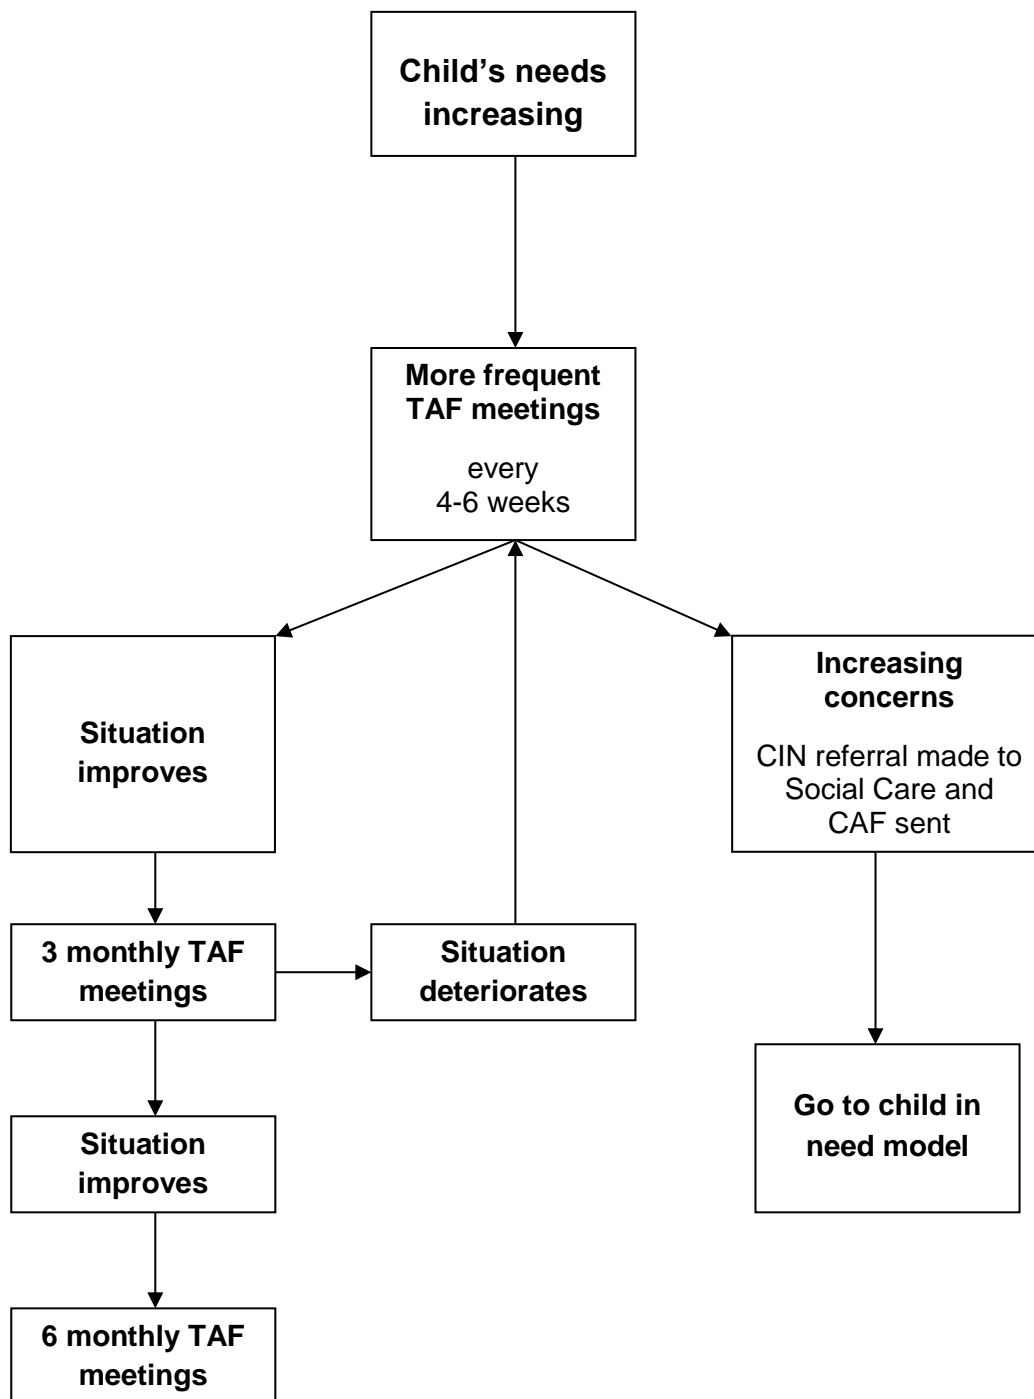 Child’s needs
increasing
More frequent
TAF meetings
every
4-6 weeks
Situation
improves
Increasing
concerns
CIN referral made to
Social Care and
CAF sent
3 monthly TAF
meetings
Situation
deteriorates
Go to child in
need model
Situation
improves
6 monthly TAF
meetings